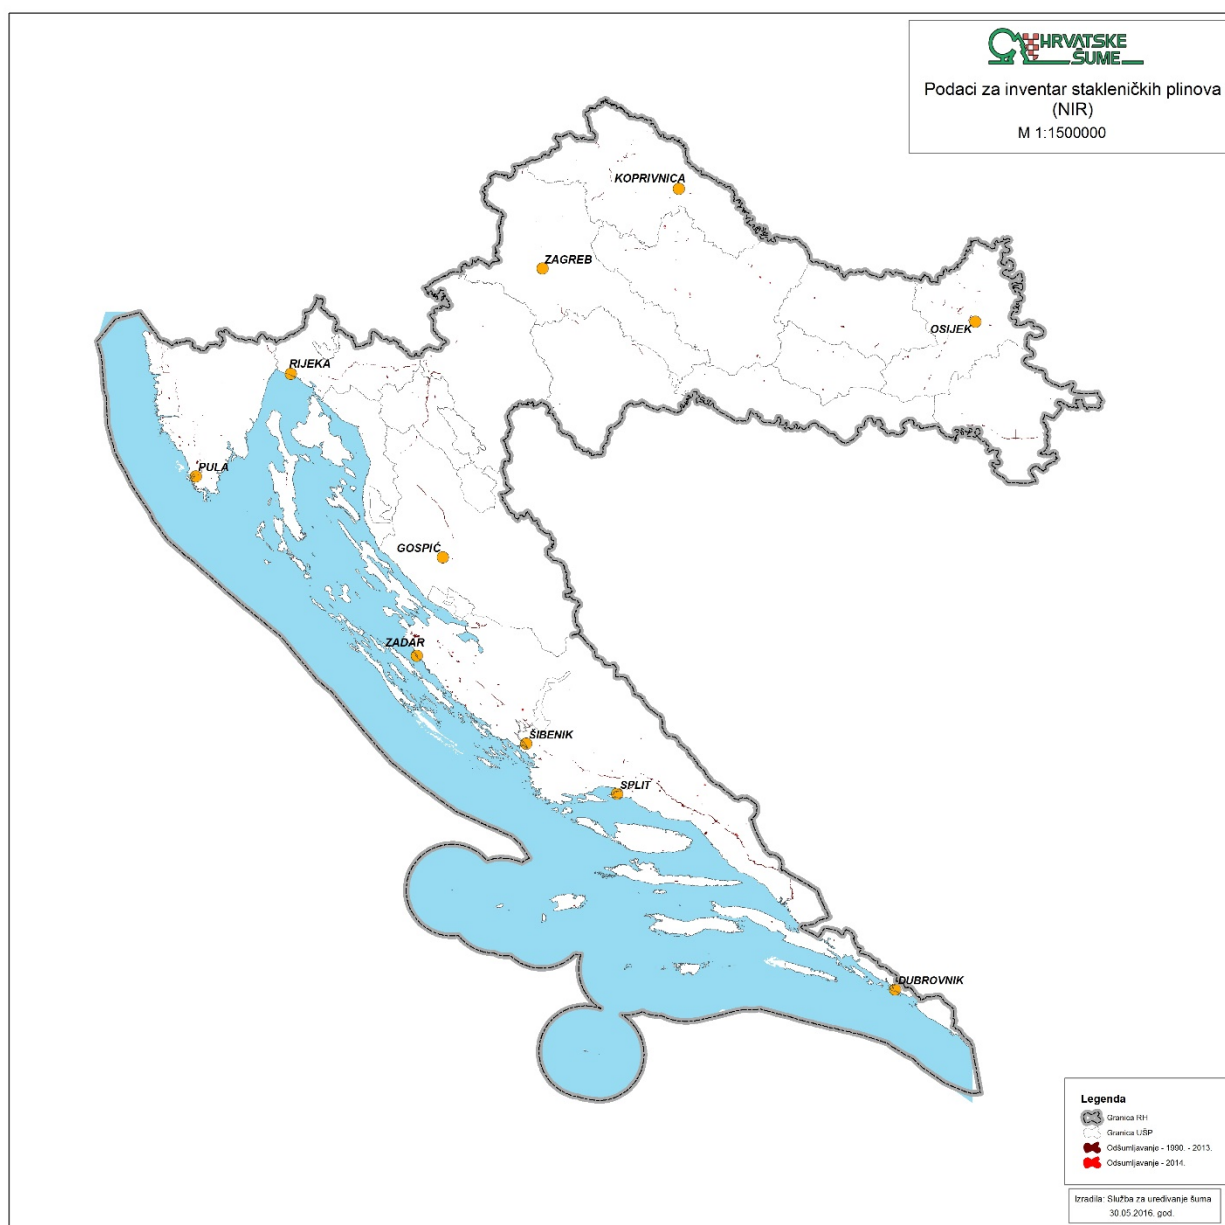 HRVATSKE
ŠUME
Podaci za inventar stakleničkih plinova
(NIR)
M 1:1500000
KOPRIVNICA
ZAGREB
OSIJEK
RIJEKA
PULA
GOSPIĆ
ZADAR
ŠIBENIK
SPLIT
DUBROVNIK
Legenda
Granica RH
Granica UŠP
Odšumljavanje - 1990. - 2013.
Odsumljavanje - 2014.
Izradila: Služba za uređivanje šuma
30.05.2016. god.